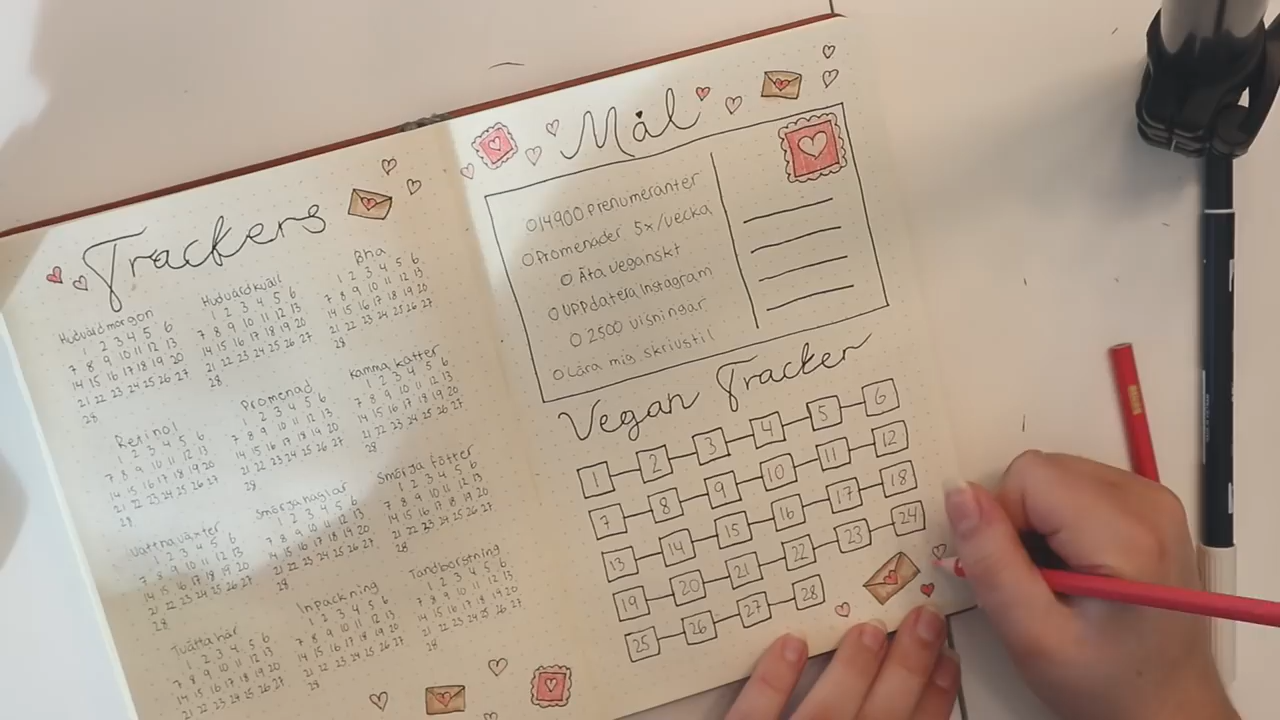 Trackers
Hudvård morgon
1 2 3 4 5 6
7 8 9 10 11 12 13
14 15 16 17 18 19 20
21 22 23 24 25 26 27
28
Hudvård kväll
1 2 3 4 5 6
7 8 9 10 11 12 13
14 15 16 17 18 19 20
21 22 23 24 25 26 27
28
Bha
1 2 3 4 5 6
7 8 9 10 11 12 13
14 15 16 17 18 19 20
21 22 23 24 25 26 27
28
Retinol
1 2 3 4 5 6
7 8 9 10 11 12 13
14 15 16 17 18 19 20
21 22 23 24 25 26 27
28
Promenad
1 2 3 4 5 6
7 8 9 10 11 12 13
14 15 16 17 18 19 20
21 22 23 24 25 26 27
28
Kamma katter
1 2 3 4 5 6
7 8 9 10 11 12 13
14 15 16 17 18 19 20
21 22 23 24 25 26 27
28
Vattna växter
1 2 3 4 5 6
7 8 9 10 11 12 13
14 15 16 17 18 19 20
21 22 23 24 25 26 27
28
Smörja naglar
1 2 3 4 5 6
7 8 9 10 11 12 13
14 15 16 17 18 19 20
21 22 23 24 25 26 27
28
Smörja fötter
1 2 3 4 5 6
7 8 9 10 11 12 13
14 15 16 17 18 19 20
21 22 23 24 25 26 27
28
Tvätta hår
1 2 3 4 5 6
7 8 9 10 11 12 13
14 15 16 17 18 19 20
21 22 23 24 25 26 27
Inpackning
1 2 3 4 5 6
7 8 9 10 11 12 13
14 15 16 17 18 19 20
21 22 23 24 25 26 27
28
Tandborstning
1 2 3 4 5 6
7 8 9 10 11 12 13
14 15 16 17 18 19 20
21 22 23 24 25 26 27
28
Mål
14900 Prenumeranter
Promenader 5x/vecka
Äta veganskt
Uppdatera Instagram
2500 visningar
Lära mig skrivstil
Vegan Tracker
1 2 3 4 5 6
7 8 9 10 11 12
13 14 15 16 17 18
19 20 21 22 23 24
25 26 27 28